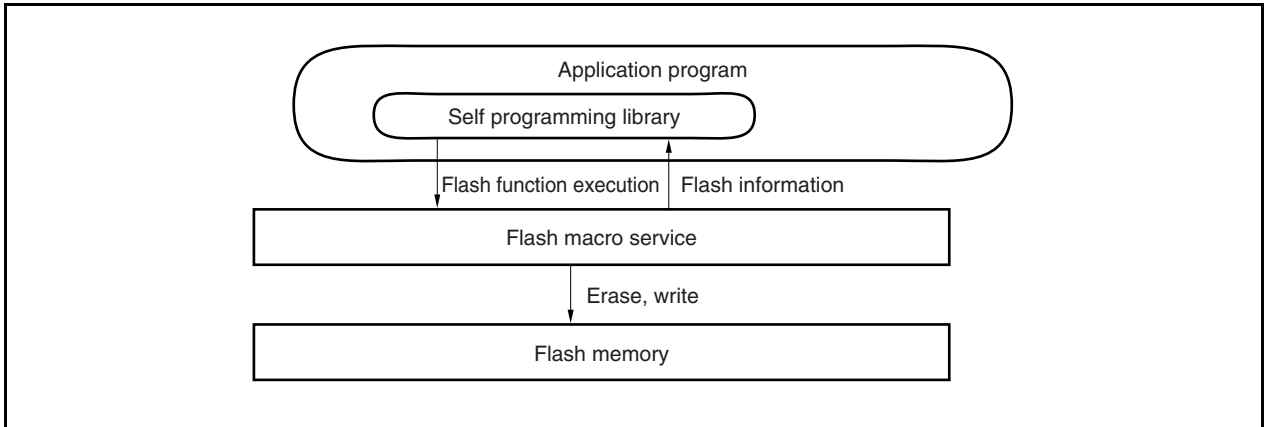 Application program
Self programming library
Flash function execution
Flash information
Flash macro service
Erase, write
Flash memory